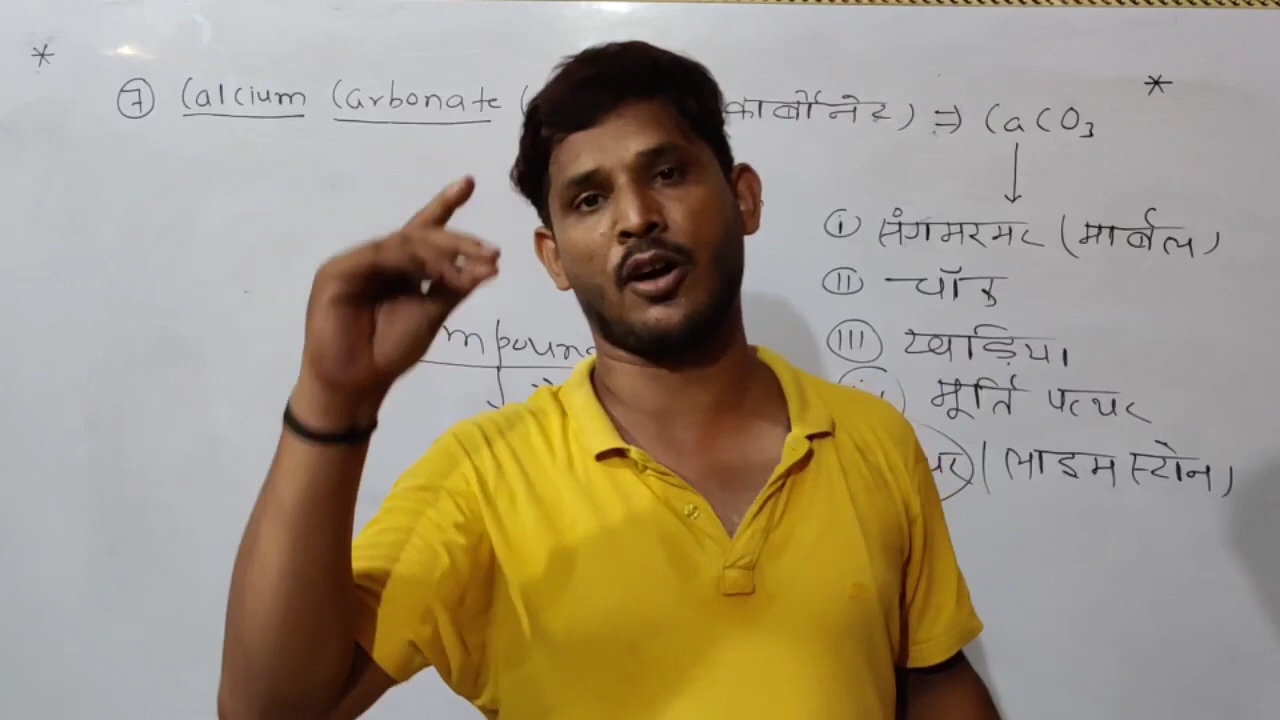 * *
⑦ Calcium Carbonate ( कार्बोनेट) ⇒ CaCO₃
↓
ⓘ संगमरमर (मार्बल)
ⓘⓘ चॉक
ⓘⓘⓘ खड़िया
मूर्ति पत्थर
(लाइम स्टोन)